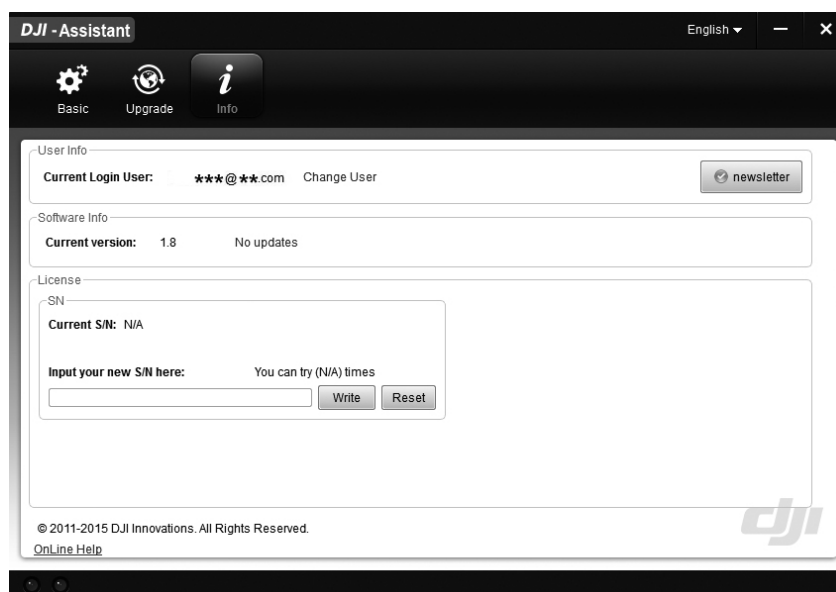 DJI - Assistant
English
Basic
Upgrade
Info
User Info
Current Login User: ***@**.com Change User
newsletter
Software Info
Current version: 1.8 No updates
License
SN
Current S/N: N/A
Input your new S/N here: You can try (N/A) times
Write Reset
© 2011-2015 DJI Innovations. All Rights Reserved.
dji
OnLine Help